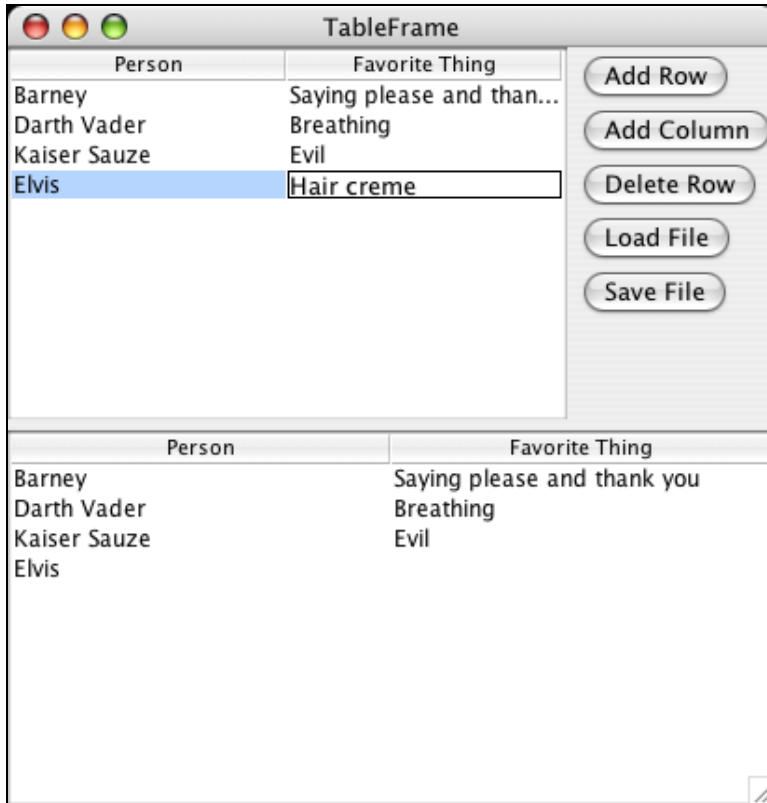 TableFrame
Person Favorite Thing
Barney Saying please and than...
Darth Vader Breathing
Kaiser Sauze Evil
Elvis Hair creme
Add Row
Add Column
Delete Row
Load File
Save File
Person Favorite Thing
Barney Saying please and thank you
Darth Vader Breathing
Kaiser Sauze Evil
Elvis